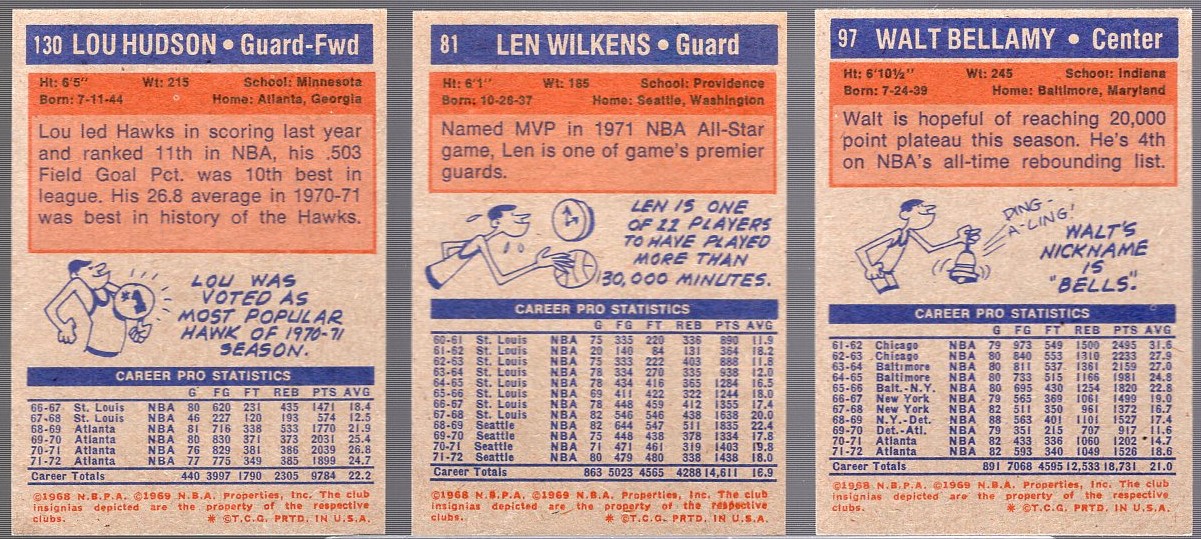 130 LOU HUDSON • Guard-Fwd
Ht: 6'5" Wt: 215 School: Minnesota
Born: 7-11-44 Home: Atlanta, Georgia
Lou led Hawks in scoring last year
and ranked 11th in NBA, his .503
Field Goal Pct. was 10th best in
league. His 26.8 average in 1970-71
was best in history of the Hawks.
#1
LOU WAS
VOTED AS
MOST POPULAR
HAWK OF 1970-71
SEASON.
CAREER PRO STATISTICS
G FG FT REB PTS AVG
66-67 St. Louis NBA 80 620 231 435 1471 18.4
67-68 St. Louis NBA 46 227 120 193 574 12.5
68-69 Atlanta NBA 81 716 338 533 1770 21.9
69-70 Atlanta NBA 80 830 371 373 2031 25.4
70-71 Atlanta NBA 76 829 381 386 2039 26.8
71-72 Atlanta NBA 77 775 349 385 1899 24.7
Career Totals 440 3997 1790 2305 9784 22.2
©1968 N.B.P.A. ©1969 N.B.A. Properties, Inc. The club
insignias depicted are the property of the respective
clubs. * ©T.C.G. PRTD. IN U.S.A.
81 LEN WILKENS • Guard
Ht: 6'1" Wt: 185 School: Providence
Born: 10-28-37 Home: Seattle, Washington
Named MVP in 1971 NBA All-Star
game, Len is one of game's premier
guards.
LEN IS ONE
OF 22 PLAYERS
TO HAVE PLAYED
MORE THAN
30,000 MINUTES.
CAREER PRO STATISTICS
G FG FT REB PTS AVG
60-61 St. Louis NBA 75 335 220 336 890 11.9
61-62 St. Louis NBA 20 140 84 131 364 18.2
62-63 St. Louis NBA 75 333 222 403 888 11.8
63-64 St. Louis NBA 78 334 270 335 938 12.0
64-65 St. Louis NBA 78 434 416 365 1284 16.5
65-66 St. Louis NBA 69 411 422 322 1244 18.0
66-67 St. Louis NBA 78 448 459 412 1355 17.4
67-68 St. Louis NBA 82 546 546 438 1638 20.0
68-69 Seattle NBA 82 644 547 511 1835 22.4
69-70 Seattle NBA 75 448 438 378 1334 17.8
70-71 Seattle NBA 71 471 461 319 1403 19.8
71-72 Seattle NBA 80 479 480 338 1438 18.0
Career Totals 863 5023 4565 4288 14,611 16.9
©1968 N.B.P.A. ©1969 N.B.A. Properties, Inc. The club
insignias depicted are the property of the respective
clubs. * ©T.C.G. PRTD. IN U.S.A.
97 WALT BELLAMY • Center
Ht: 6'10½" Wt: 245 School: Indiana
Born: 7-24-39 Home: Baltimore, Maryland
Walt is hopeful of reaching 20,000
point plateau this season. He's 4th
on NBA's all-time rebounding list.
DING-
A-LING!
WALT'S
NICKNAME
IS
"BELLS."
CAREER PRO STATISTICS
G FG FT REB PTS AVG
61-62 Chicago NBA 79 973 549 1500 2495 31.6
62-63 Chicago NBA 80 840 553 1310 2233 27.9
63-64 Baltimore NBA 80 811 537 1361 2159 27.0
64-65 Baltimore NBA 80 733 515 1166 1981 24.8
65-66 Balt.-N.Y. NBA 80 695 430 1254 1820 22.8
66-67 New York NBA 79 565 369 1061 1499 19.0
67-68 New York NBA 82 511 350 961 1372 16.7
68-69 N.Y.-Det. NBA 88 563 401 1101 1527 17.4
69-70 Det.-Atl. NBA 79 351 215 707 917 11.6
70-71 Atlanta NBA 82 433 336 1060 1202 14.7
71-72 Atlanta NBA 82 593 340 1049 1526 18.6
Career Totals 891 7068 4595 12,533 18,731 21.0
©1968 N.B.P.A. ©1969 N.B.A. Properties, Inc. The club
insignias depicted are the property of the respective
clubs. * ©T.C.G. PRTD. IN U.S.A.